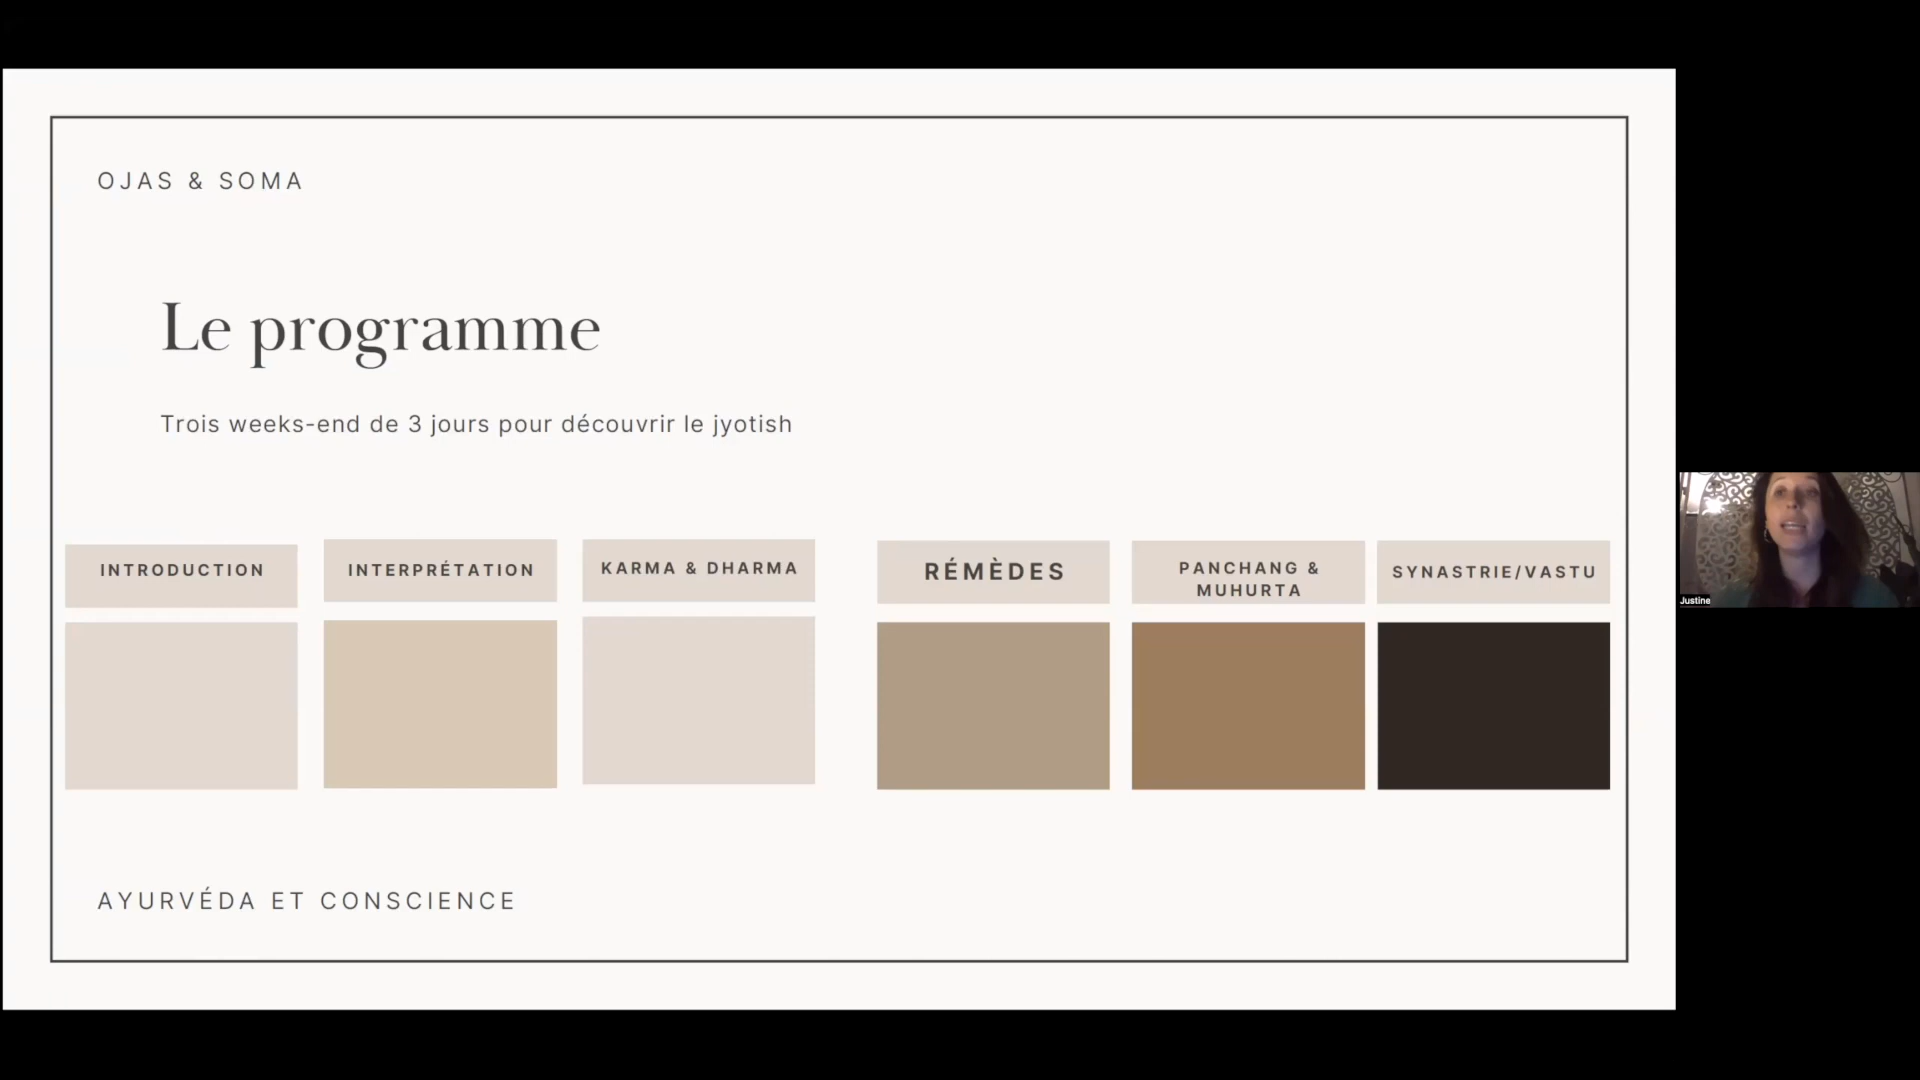 OJAS & SOMA
Le programme
Trois weeks-end de 3 jours pour découvrir le jyotish
INTRODUCTION
INTERPRÉTATION
KARMA & DHARMA
RÉMÈDES
PANCHANG &
MUHURTA
SYNASTRIE/VASTU
Justine
AYURVÉDA ET CONSCIENCE